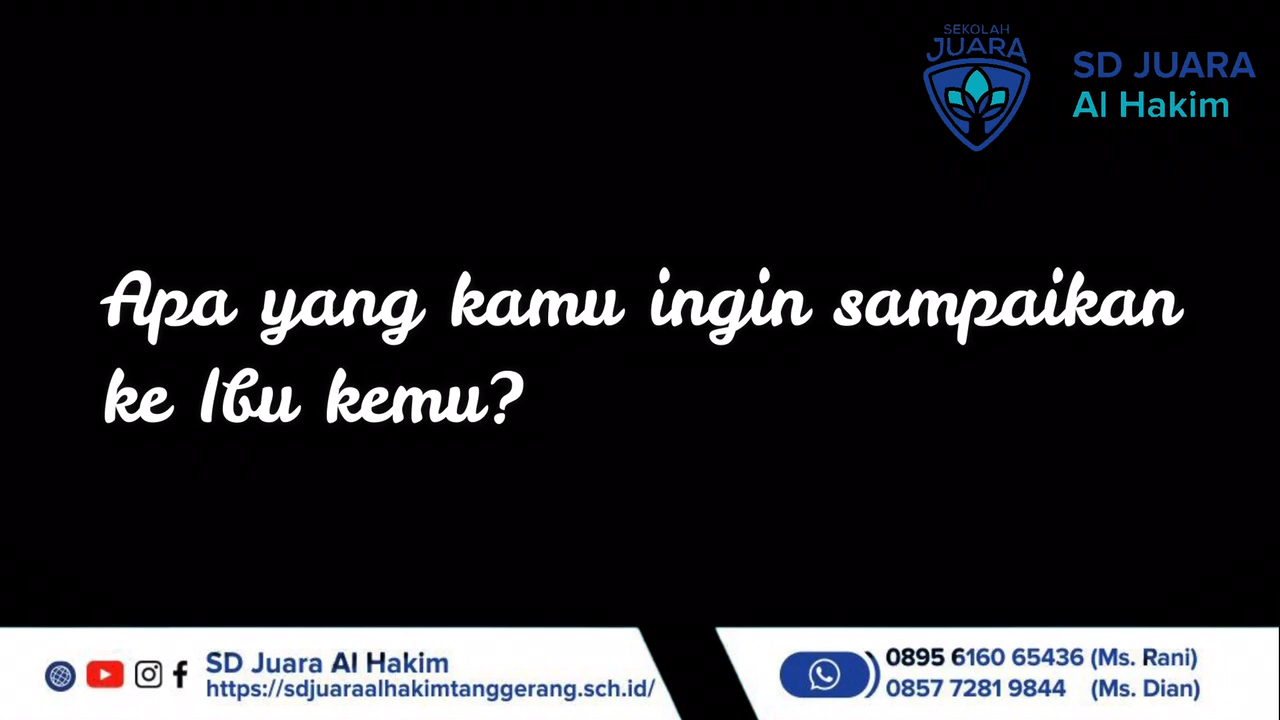 SEKOLAH
JUARA
SD JUARA
Al Hakim
Apa yang kamu ingin sampaikan
ke Ibu kemu?
SD Juara Al Hakim
https://sdjuaraalhakimtanggerang.sch.id/
0895 6160 65436 (Ms. Rani)
0857 7281 9844 (Ms. Dian)